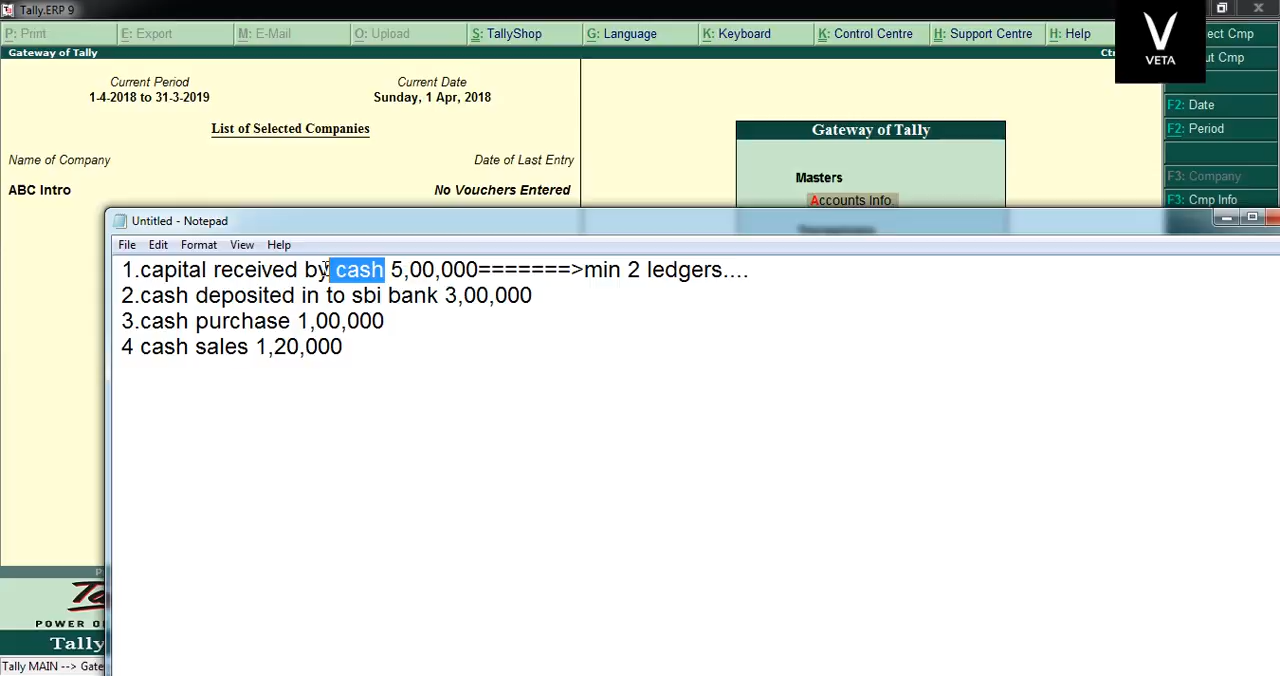 Tally.ERP 9
P: Print E: Export M: E-Mail O: Upload S: TallyShop G: Language K: Keyboard K: Control Centre H: Support Centre H: Help ect Cmp
Gateway of Tally
VETA
ut Cmp
Current Period Current Date
1-4-2018 to 31-3-2019 Sunday, 1 Apr, 2018
F2: Date
List of Selected Companies
Gateway of Tally
F2: Period
Name of Company Date of Last Entry
Masters
F3: Company
ABC Intro No Vouchers Entered
Accounts Info.
F3: Cmp Info
Untitled - Notepad
File Edit Format View Help
1.capital received by cash 5,00,000=======>min 2 ledgers....
2.cash deposited in to sbi bank 3,00,000
3.cash purchase 1,00,000
4 cash sales 1,20,000
POWER O
Tally
Tally MAIN --> Gate